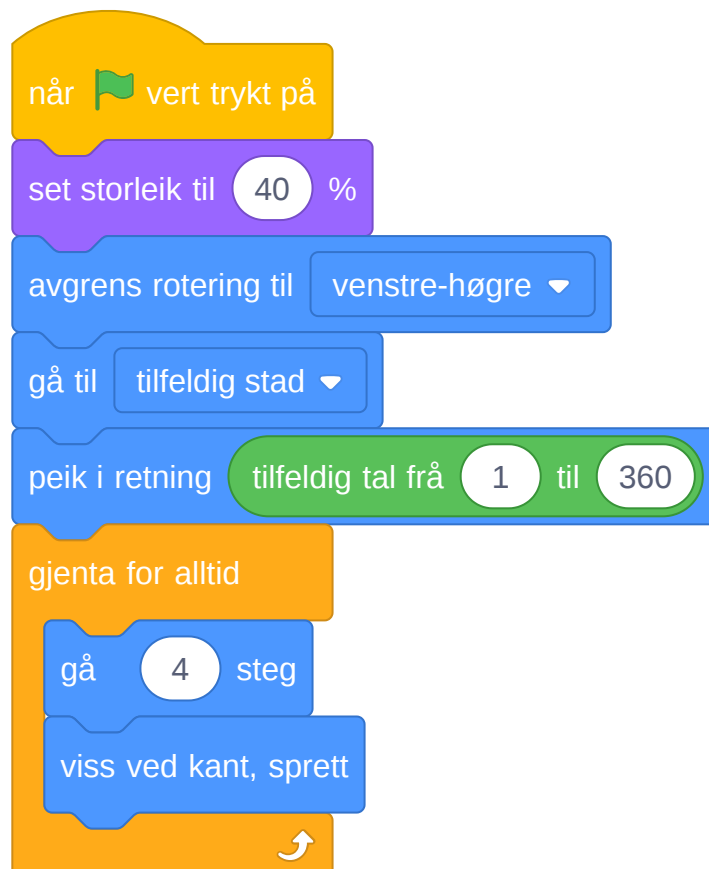 når vert trykt på
set storleik til 40 %
avgrens rotering til venstre-høgre
gå til tilfeldig stad
peik i retning tilfeldig tal frå 1 til 360
gjenta for alltid
gå 4 steg
viss ved kant, sprett